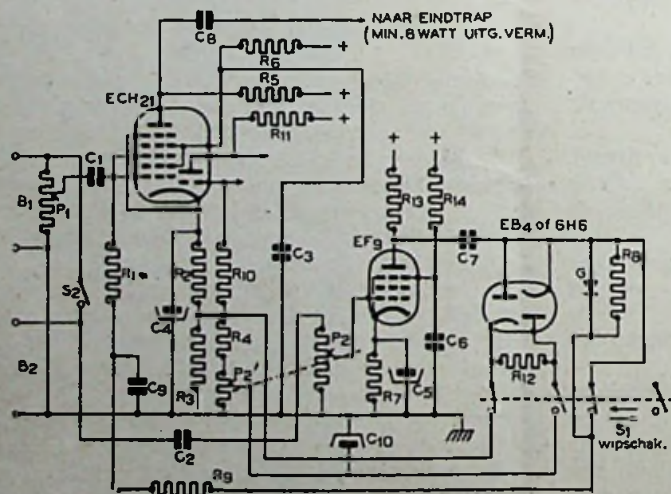 NAAR EINDTRAP
(MIN. 8 WATT UITG. VERM.)
C8
R6 +
R5 +
ECH21
R11 +
+ +
C1
B1
P1
R13
R14
EB4 of 6H6
EF9
C7
R1
R2
R10
C3
G
R8
S2
C4
R4
P2
C6
R12
B2
C9
R3
P2'
R7
C5
S1
wipschak.
C2
C10
R9